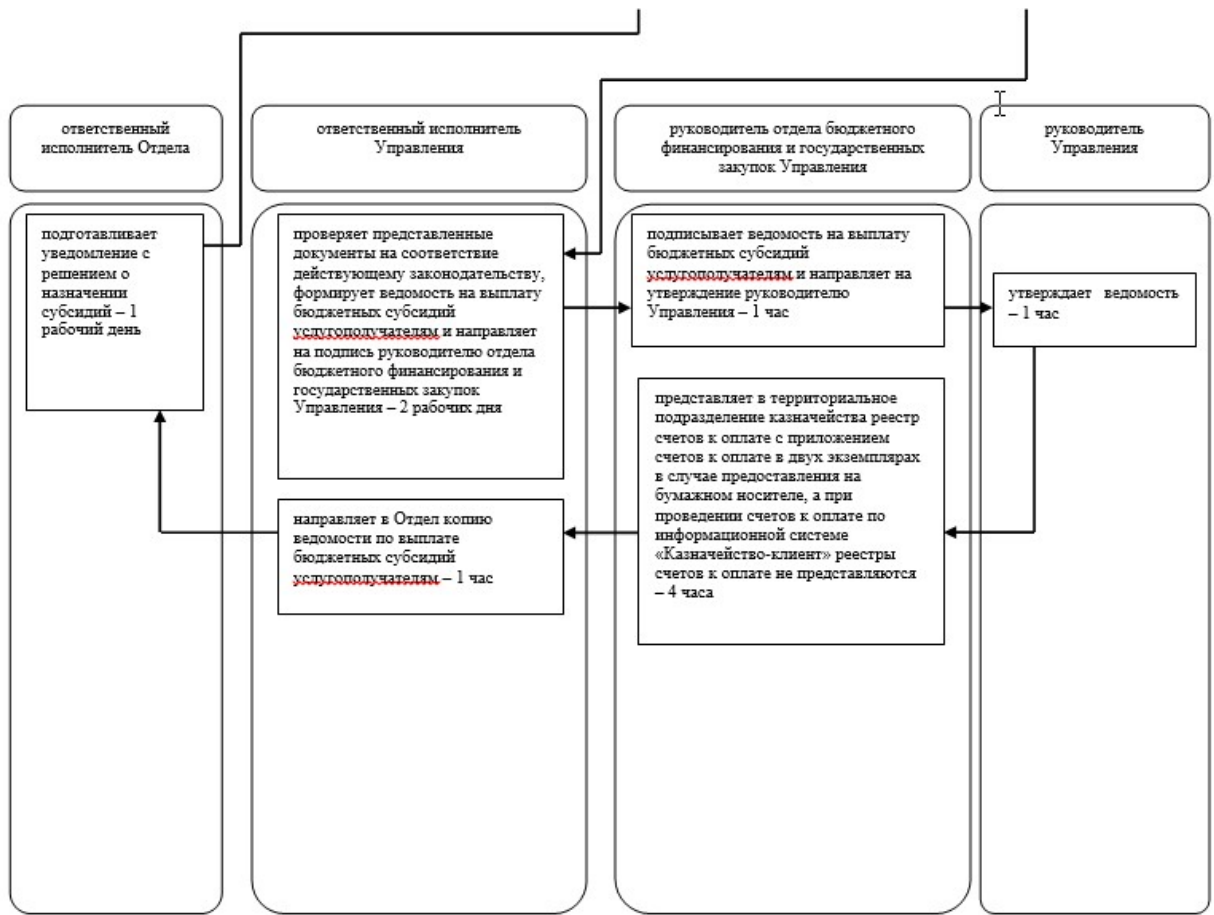 ответственный
исполнитель Отдела
ответственный исполнитель
Управления
руководитель отдела бюджетного
финансирования и государственных
закупок Управления
руководитель
Управления
подготавливает
уведомление с
решением о
назначении
субсидий – 1
рабочий день
проверяет представленные
документы на соответствие
действующему законодательству,
формирует ведомость на выплату
бюджетных субсидий
услугополучателям и направляет
на подпись руководителю отдела
бюджетного финансирования и
государственных закупок
Управления – 2 рабочих дня
подписывает ведомость на выплату
бюджетных субсидий
услугополучателям и направляет на
утверждение руководителю
Управления – 1 час
утверждает ведомость
– 1 час
представляет в территориальное
подразделение казначейства реестр
счетов к оплате с приложением
счетов к оплате в двух экземплярах
в случае предоставления на
бумажном носителе, а при
проведении счетов к оплате по
информационной системе
«Казначейство-клиент» реестры
счетов к оплате не представляются
– 4 часа
направляет в Отдел копию
ведомости по выплате
бюджетных субсидий
услугополучателям – 1 час